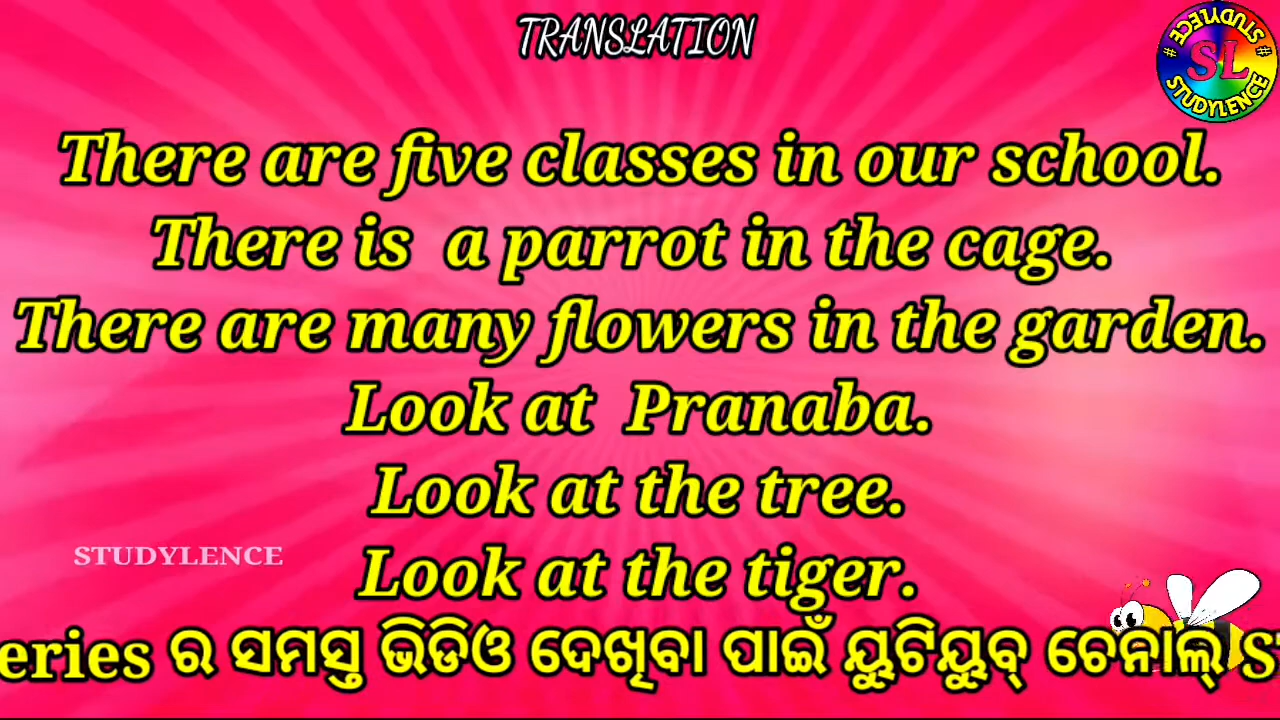 TRANSLATION
STUDYLENCE
# SL #
STUDYLENCE
There are five classes in our school.
There is a parrot in the cage.
There are many flowers in the garden.
Look at Pranaba.
Look at the tree.
STUDYLENCE
Look at the tiger.
eries ର ସମସ୍ତ ଭିଡିଓ ଦେଖିବା ପାଇଁ ୟୁଟିୟୁବ୍ ଚେନାଲ୍